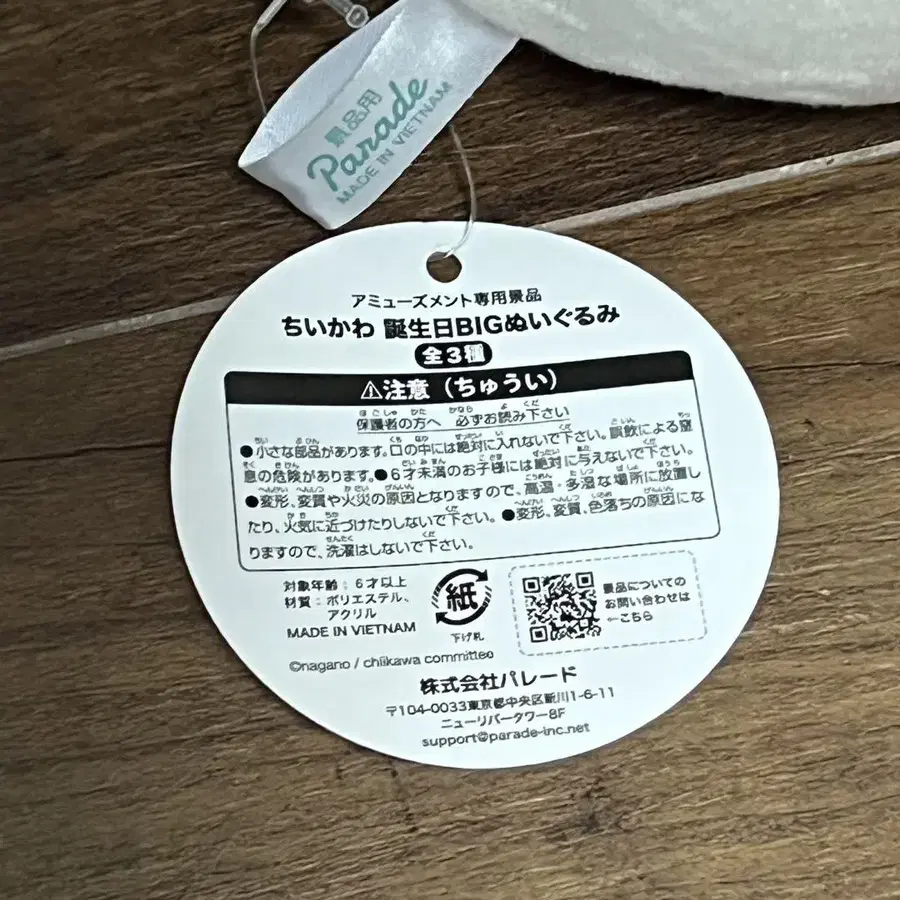 景品用
Parade
MADE IN VIETNAM
アミューズメント専用景品
ちいかわ 誕生日BIGぬいぐるみ
全3種
⚠注意（ちゅうい）
保護者の方へ 必ずお読み下さい
●小さな部品があります。口の中には絶対に入れないで下さい。誤飲による窒
息の危険があります。●6才未満のお子様には絶対に与えないで下さい。
●変形、変質や火災の原因となりますので、高温・多湿な場所に放置し
たり、火気に近づけたりしないで下さい。●変形、変質、色落ちの原因にな
りますので、洗濯はしないで下さい。
対象年齢：6才以上
材質：ポリエステル、
アクリル
MADE IN VIETNAM
紙
下げ札
景品についての
お問い合わせは
←こちら
©nagano / chiikawa committee
株式会社パレード
〒104-0033東京都中央区新川1-6-11
ニューリバータワー8F
support@parade-inc.net